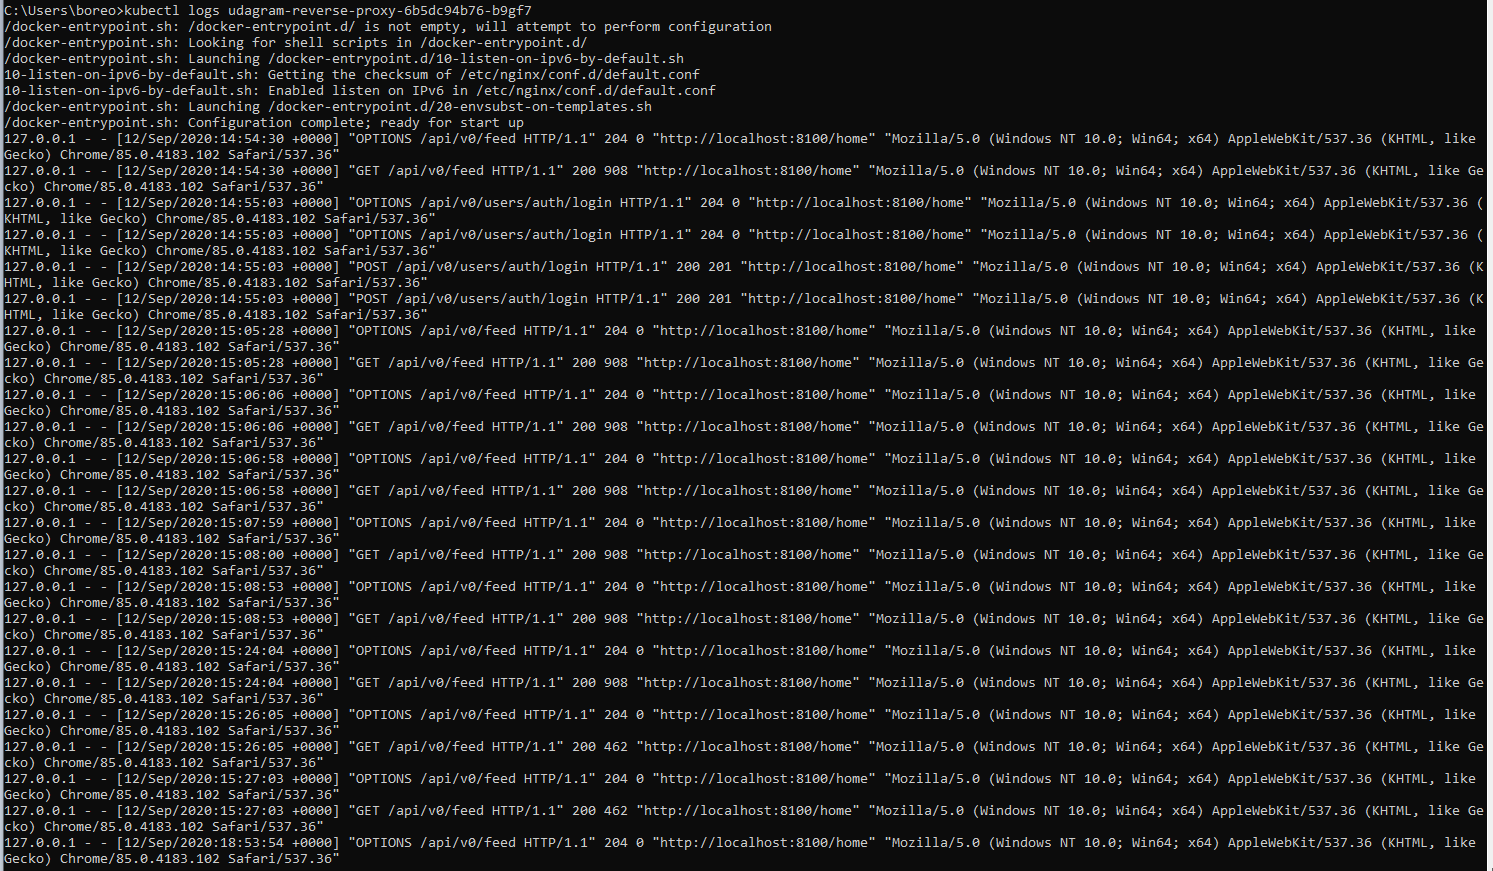 C:\Users\boreo>kubectl logs udagram-reverse-proxy-6b5dc94b76-b9gf7
/docker-entrypoint.sh: /docker-entrypoint.d/ is not empty, will attempt to perform configuration
/docker-entrypoint.sh: Looking for shell scripts in /docker-entrypoint.d/
/docker-entrypoint.sh: Launching /docker-entrypoint.d/10-listen-on-ipv6-by-default.sh
10-listen-on-ipv6-by-default.sh: Getting the checksum of /etc/nginx/conf.d/default.conf
10-listen-on-ipv6-by-default.sh: Enabled listen on IPv6 in /etc/nginx/conf.d/default.conf
/docker-entrypoint.sh: Launching /docker-entrypoint.d/20-envsubst-on-templates.sh
/docker-entrypoint.sh: Configuration complete; ready for start up
127.0.0.1 - - [12/Sep/2020:14:54:30 +0000] "OPTIONS /api/v0/feed HTTP/1.1" 204 0 "http://localhost:8100/home" "Mozilla/5.0 (Windows NT 10.0; Win64; x64) AppleWebKit/537.36 (KHTML, like
Gecko) Chrome/85.0.4183.102 Safari/537.36"
127.0.0.1 - - [12/Sep/2020:14:54:30 +0000] "GET /api/v0/feed HTTP/1.1" 200 908 "http://localhost:8100/home" "Mozilla/5.0 (Windows NT 10.0; Win64; x64) AppleWebKit/537.36 (KHTML, like Ge
cko) Chrome/85.0.4183.102 Safari/537.36"
127.0.0.1 - - [12/Sep/2020:14:55:03 +0000] "OPTIONS /api/v0/users/auth/login HTTP/1.1" 204 0 "http://localhost:8100/home" "Mozilla/5.0 (Windows NT 10.0; Win64; x64) AppleWebKit/537.36 (
KHTML, like Gecko) Chrome/85.0.4183.102 Safari/537.36"
127.0.0.1 - - [12/Sep/2020:14:55:03 +0000] "OPTIONS /api/v0/users/auth/login HTTP/1.1" 204 0 "http://localhost:8100/home" "Mozilla/5.0 (Windows NT 10.0; Win64; x64) AppleWebKit/537.36 (
KHTML, like Gecko) Chrome/85.0.4183.102 Safari/537.36"
127.0.0.1 - - [12/Sep/2020:14:55:03 +0000] "POST /api/v0/users/auth/login HTTP/1.1" 200 201 "http://localhost:8100/home" "Mozilla/5.0 (Windows NT 10.0; Win64; x64) AppleWebKit/537.36 (K
HTML, like Gecko) Chrome/85.0.4183.102 Safari/537.36"
127.0.0.1 - - [12/Sep/2020:14:55:03 +0000] "POST /api/v0/users/auth/login HTTP/1.1" 200 201 "http://localhost:8100/home" "Mozilla/5.0 (Windows NT 10.0; Win64; x64) AppleWebKit/537.36 (K
HTML, like Gecko) Chrome/85.0.4183.102 Safari/537.36"
127.0.0.1 - - [12/Sep/2020:15:05:28 +0000] "OPTIONS /api/v0/feed HTTP/1.1" 204 0 "http://localhost:8100/home" "Mozilla/5.0 (Windows NT 10.0; Win64; x64) AppleWebKit/537.36 (KHTML, like
Gecko) Chrome/85.0.4183.102 Safari/537.36"
127.0.0.1 - - [12/Sep/2020:15:05:28 +0000] "GET /api/v0/feed HTTP/1.1" 200 908 "http://localhost:8100/home" "Mozilla/5.0 (Windows NT 10.0; Win64; x64) AppleWebKit/537.36 (KHTML, like Ge
cko) Chrome/85.0.4183.102 Safari/537.36"
127.0.0.1 - - [12/Sep/2020:15:06:06 +0000] "OPTIONS /api/v0/feed HTTP/1.1" 204 0 "http://localhost:8100/home" "Mozilla/5.0 (Windows NT 10.0; Win64; x64) AppleWebKit/537.36 (KHTML, like
Gecko) Chrome/85.0.4183.102 Safari/537.36"
127.0.0.1 - - [12/Sep/2020:15:06:06 +0000] "GET /api/v0/feed HTTP/1.1" 200 908 "http://localhost:8100/home" "Mozilla/5.0 (Windows NT 10.0; Win64; x64) AppleWebKit/537.36 (KHTML, like Ge
cko) Chrome/85.0.4183.102 Safari/537.36"
127.0.0.1 - - [12/Sep/2020:15:06:58 +0000] "OPTIONS /api/v0/feed HTTP/1.1" 204 0 "http://localhost:8100/home" "Mozilla/5.0 (Windows NT 10.0; Win64; x64) AppleWebKit/537.36 (KHTML, like
Gecko) Chrome/85.0.4183.102 Safari/537.36"
127.0.0.1 - - [12/Sep/2020:15:06:58 +0000] "GET /api/v0/feed HTTP/1.1" 200 908 "http://localhost:8100/home" "Mozilla/5.0 (Windows NT 10.0; Win64; x64) AppleWebKit/537.36 (KHTML, like Ge
cko) Chrome/85.0.4183.102 Safari/537.36"
127.0.0.1 - - [12/Sep/2020:15:07:59 +0000] "OPTIONS /api/v0/feed HTTP/1.1" 204 0 "http://localhost:8100/home" "Mozilla/5.0 (Windows NT 10.0; Win64; x64) AppleWebKit/537.36 (KHTML, like
Gecko) Chrome/85.0.4183.102 Safari/537.36"
127.0.0.1 - - [12/Sep/2020:15:08:00 +0000] "GET /api/v0/feed HTTP/1.1" 200 908 "http://localhost:8100/home" "Mozilla/5.0 (Windows NT 10.0; Win64; x64) AppleWebKit/537.36 (KHTML, like Ge
cko) Chrome/85.0.4183.102 Safari/537.36"
127.0.0.1 - - [12/Sep/2020:15:08:53 +0000] "OPTIONS /api/v0/feed HTTP/1.1" 204 0 "http://localhost:8100/home" "Mozilla/5.0 (Windows NT 10.0; Win64; x64) AppleWebKit/537.36 (KHTML, like
Gecko) Chrome/85.0.4183.102 Safari/537.36"
127.0.0.1 - - [12/Sep/2020:15:08:53 +0000] "GET /api/v0/feed HTTP/1.1" 200 908 "http://localhost:8100/home" "Mozilla/5.0 (Windows NT 10.0; Win64; x64) AppleWebKit/537.36 (KHTML, like Ge
cko) Chrome/85.0.4183.102 Safari/537.36"
127.0.0.1 - - [12/Sep/2020:15:24:04 +0000] "OPTIONS /api/v0/feed HTTP/1.1" 204 0 "http://localhost:8100/home" "Mozilla/5.0 (Windows NT 10.0; Win64; x64) AppleWebKit/537.36 (KHTML, like
Gecko) Chrome/85.0.4183.102 Safari/537.36"
127.0.0.1 - - [12/Sep/2020:15:24:04 +0000] "GET /api/v0/feed HTTP/1.1" 200 908 "http://localhost:8100/home" "Mozilla/5.0 (Windows NT 10.0; Win64; x64) AppleWebKit/537.36 (KHTML, like Ge
cko) Chrome/85.0.4183.102 Safari/537.36"
127.0.0.1 - - [12/Sep/2020:15:26:05 +0000] "OPTIONS /api/v0/feed HTTP/1.1" 204 0 "http://localhost:8100/home" "Mozilla/5.0 (Windows NT 10.0; Win64; x64) AppleWebKit/537.36 (KHTML, like
Gecko) Chrome/85.0.4183.102 Safari/537.36"
127.0.0.1 - - [12/Sep/2020:15:26:05 +0000] "GET /api/v0/feed HTTP/1.1" 200 462 "http://localhost:8100/home" "Mozilla/5.0 (Windows NT 10.0; Win64; x64) AppleWebKit/537.36 (KHTML, like Ge
cko) Chrome/85.0.4183.102 Safari/537.36"
127.0.0.1 - - [12/Sep/2020:15:27:03 +0000] "OPTIONS /api/v0/feed HTTP/1.1" 204 0 "http://localhost:8100/home" "Mozilla/5.0 (Windows NT 10.0; Win64; x64) AppleWebKit/537.36 (KHTML, like
Gecko) Chrome/85.0.4183.102 Safari/537.36"
127.0.0.1 - - [12/Sep/2020:15:27:03 +0000] "GET /api/v0/feed HTTP/1.1" 200 462 "http://localhost:8100/home" "Mozilla/5.0 (Windows NT 10.0; Win64; x64) AppleWebKit/537.36 (KHTML, like Ge
cko) Chrome/85.0.4183.102 Safari/537.36"
127.0.0.1 - - [12/Sep/2020:18:53:54 +0000] "OPTIONS /api/v0/feed HTTP/1.1" 204 0 "http://localhost:8100/home" "Mozilla/5.0 (Windows NT 10.0; Win64; x64) AppleWebKit/537.36 (KHTML, like
Gecko) Chrome/85.0.4183.102 Safari/537.36"